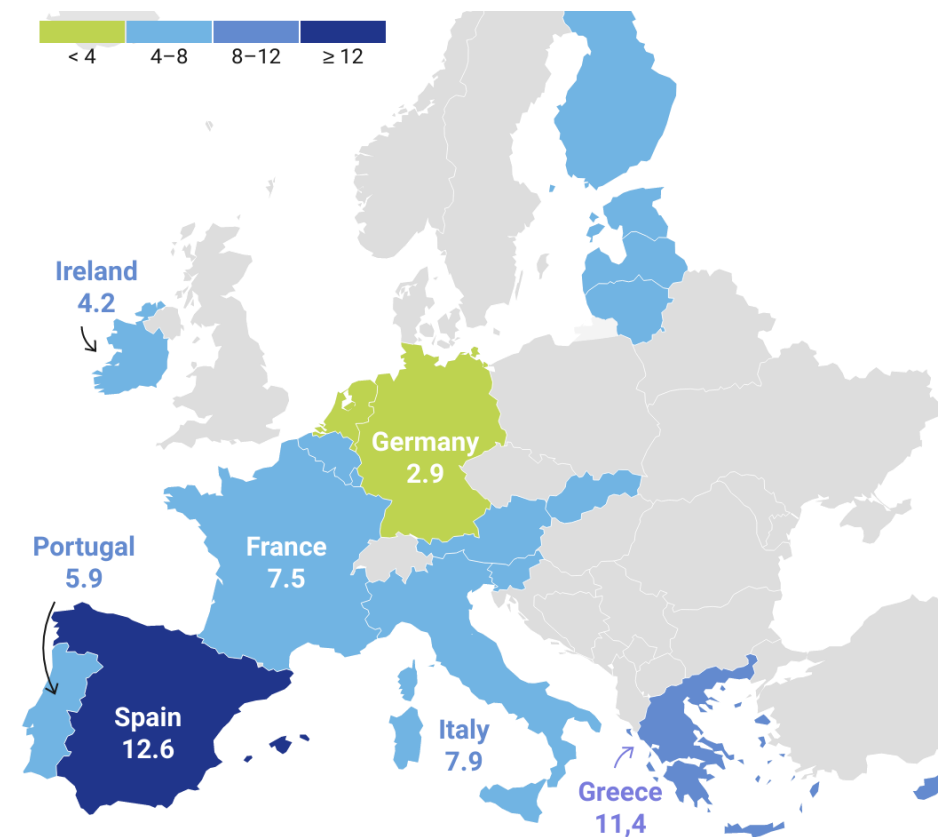 < 4 4–8 8–12 ≥ 12
Ireland
4.2
Germany
2.9
France
7.5
Portugal
5.9
Spain
12.6
Italy
7.9
Greece
11,4